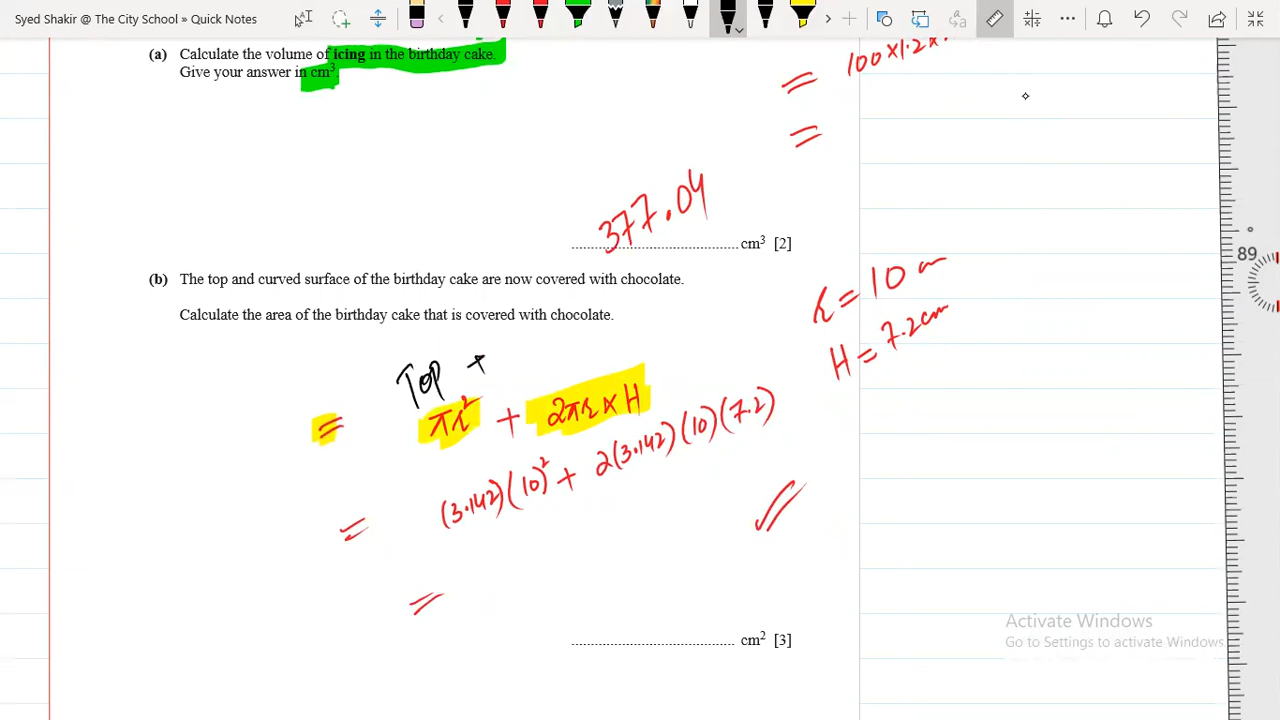 Syed Shakir @ The City School » Quick Notes
(a) Calculate the volume of icing in the birthday cake.
Give your answer in cm³.
= 100×1.2×
=
377.04
cm³ [2]
(b) The top and curved surface of the birthday cake are now covered with chocolate.
r = 10 cm
Calculate the area of the birthday cake that is covered with chocolate.
H = 7.2cm
Top +
= πr² + 2πr × H
= (3.142)(10)² + 2(3.142)(10)(7.2)
=
cm² [3]
89
Activate Windows
Go to Settings to activate Windows.